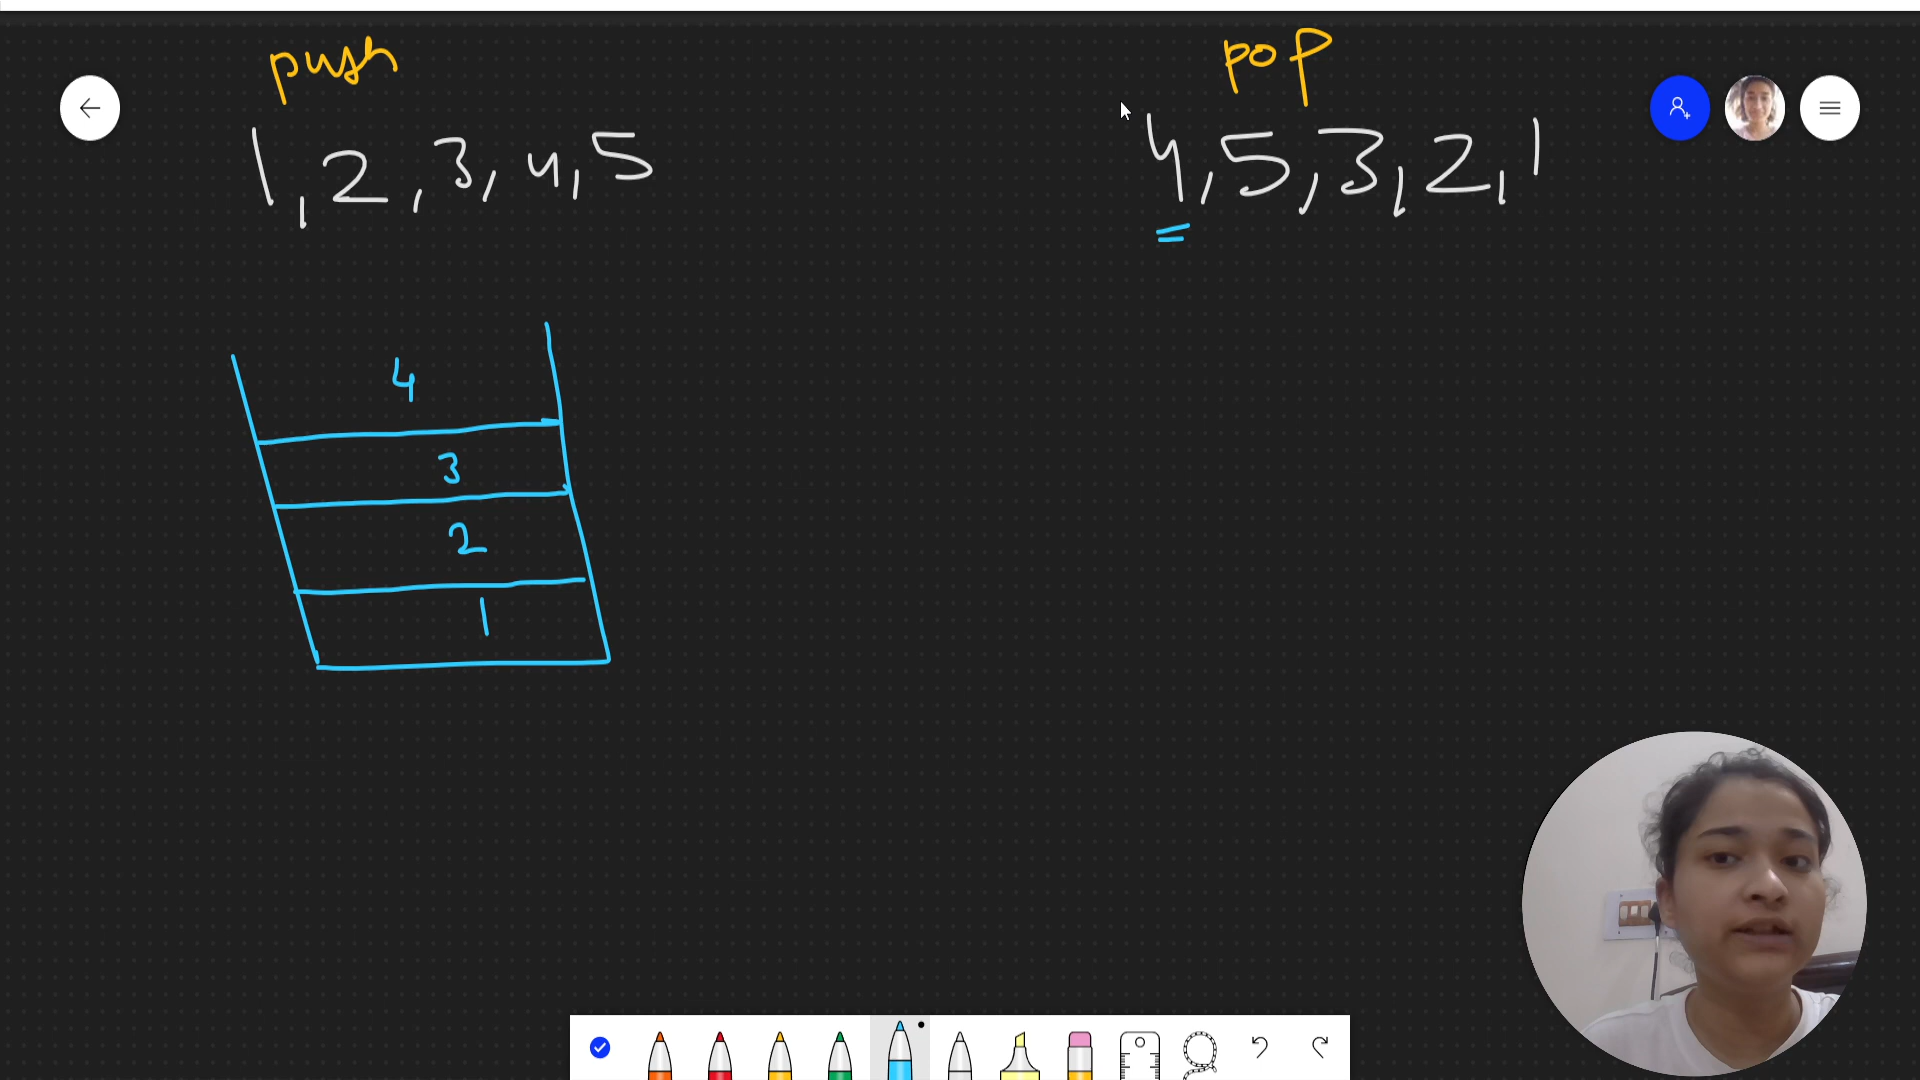 push
pop
1, 2, 3, 4, 5
4, 5, 3, 2, 1
4
3
2
1